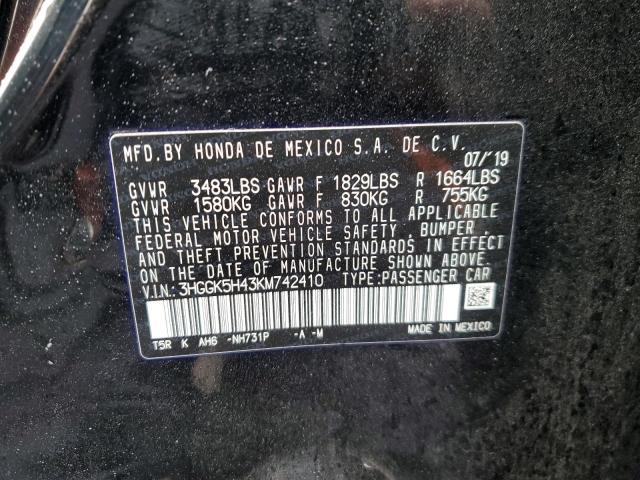 MFD. BY HONDA DE MEXICO S.A. DE C.V. 07/'19
GVWR 3483LBS GAWR F 1829LBS R 1664LBS
GVWR 1580KG GAWR F 830KG R 755KG
THIS VEHICLE CONFORMS TO ALL APPLICABLE
FEDERAL MOTOR VEHICLE SAFETY, BUMPER,
AND THEFT PREVENTION STANDARDS IN EFFECT
ON THE DATE OF MANUFACTURE SHOWN ABOVE.
VIN: 3HGGK5H43KM742410 TYPE: PASSENGER CAR
T5R K AH6 -NH731P -A -M MADE IN MEXICO